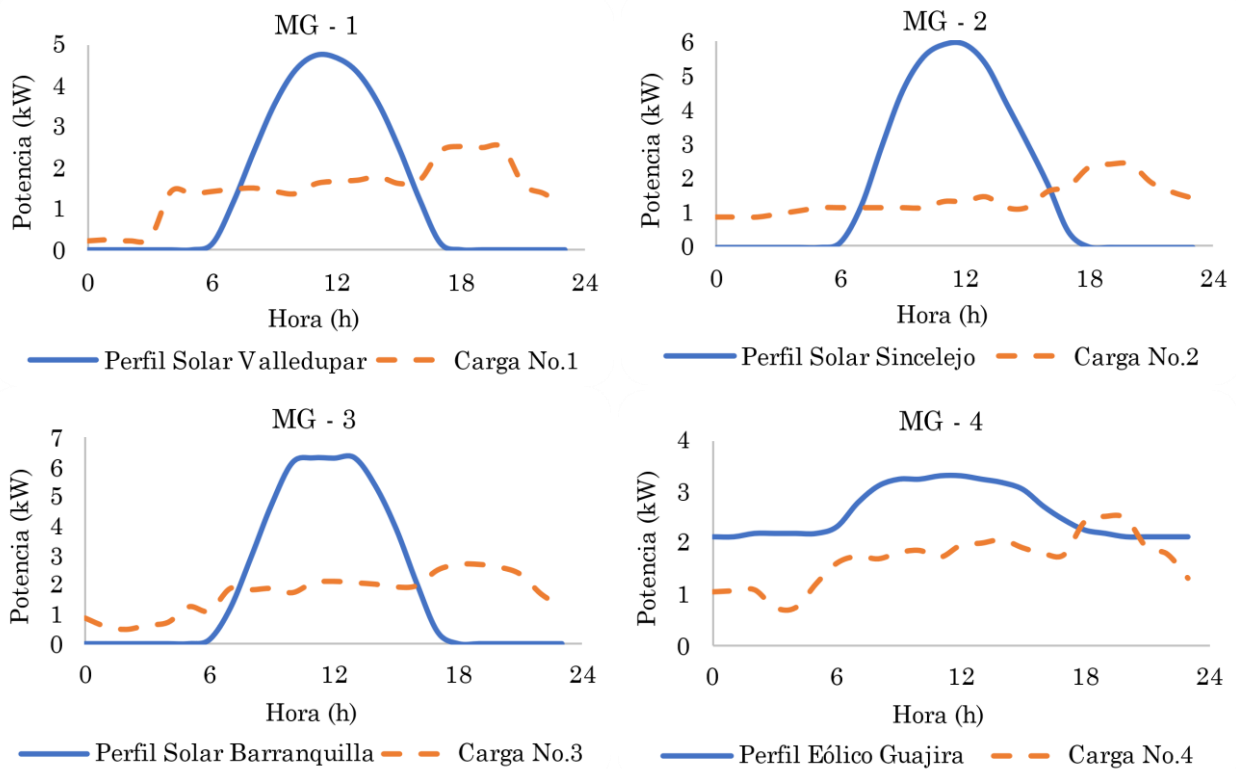 MG - 1
Potencia (kW)
5
4
3
2
1
0
0 6 12 18 24
Hora (h)
Perfil Solar Valledupar Carga No.1
MG - 2
Potencia (kW)
6
5
4
3
2
1
0
0 6 12 18 24
Hora (h)
Perfil Solar Sincelejo Carga No.2
MG - 3
Potencia (kW)
7
6
5
4
3
2
1
0
0 6 12 18 24
Hora (h)
Perfil Solar Barranquilla Carga No.3
MG - 4
Potencia (kW)
4
3
2
1
0
0 6 12 18 24
Hora (h)
Perfil Eólico Guajira Carga No.4